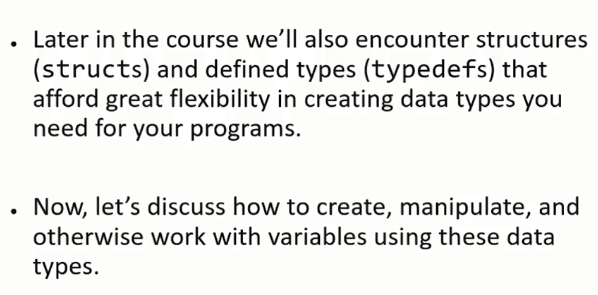 • Later in the course we’ll also encounter structures
(structs) and defined types (typedefs) that
afford great flexibility in creating data types you
need for your programs.
• Now, let’s discuss how to create, manipulate, and
otherwise work with variables using these data
types.